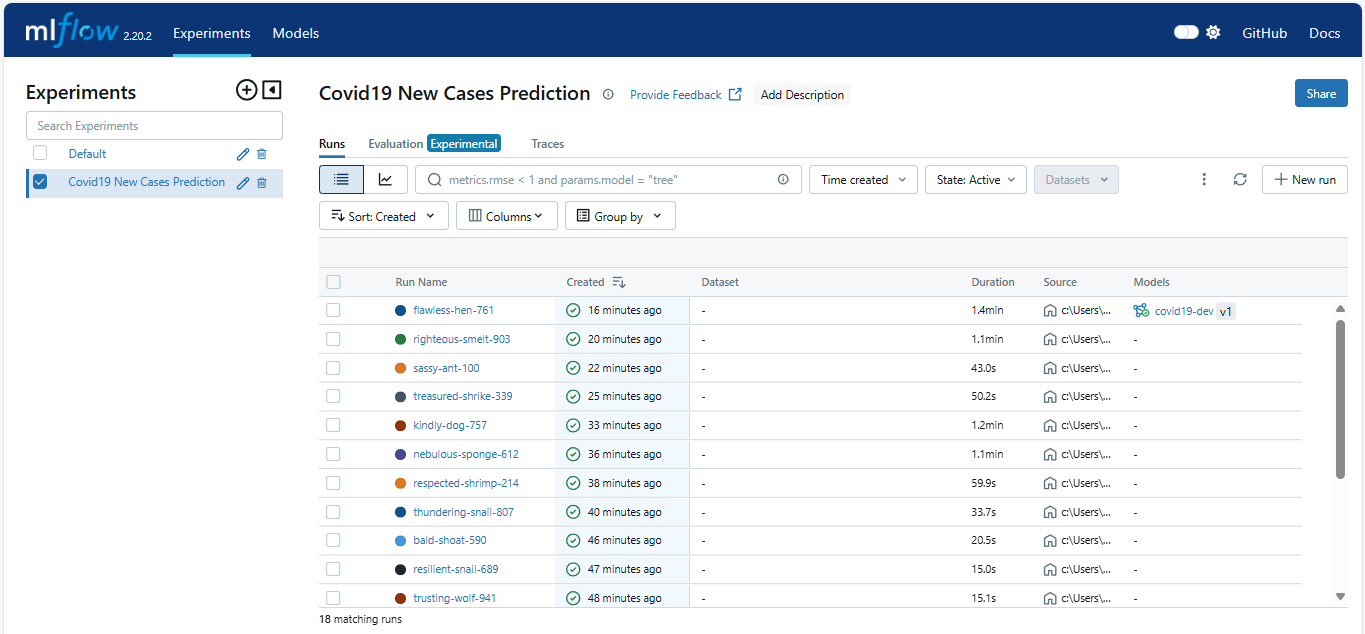 mlflow 2.20.2 Experiments Models GitHub Docs
Experiments
Search Experiments
Default
Covid19 New Cases Prediction
Covid19 New Cases Prediction Provide Feedback Add Description Share
Runs Evaluation Experimental Traces
metrics.rmse < 1 and params.model = "tree" Time created State: Active Datasets New run
Sort: Created Columns Group by
Run Name Created Dataset Duration Source Models
flawless-hen-761 16 minutes ago - 1.4min c:\Users\... covid19-dev v1
righteous-smelt-903 20 minutes ago - 1.1min c:\Users\... -
sassy-ant-100 22 minutes ago - 43.0s c:\Users\... -
treasured-shrike-339 25 minutes ago - 50.2s c:\Users\... -
kindly-dog-757 33 minutes ago - 1.2min c:\Users\... -
nebulous-sponge-612 36 minutes ago - 1.1min c:\Users\... -
respected-shrimp-214 38 minutes ago - 59.9s c:\Users\... -
thundering-snail-807 40 minutes ago - 33.7s c:\Users\... -
bald-shoat-590 46 minutes ago - 20.5s c:\Users\... -
resilient-snail-689 47 minutes ago - 15.0s c:\Users\... -
trusting-wolf-941 48 minutes ago - 15.1s c:\Users\... -
18 matching runs